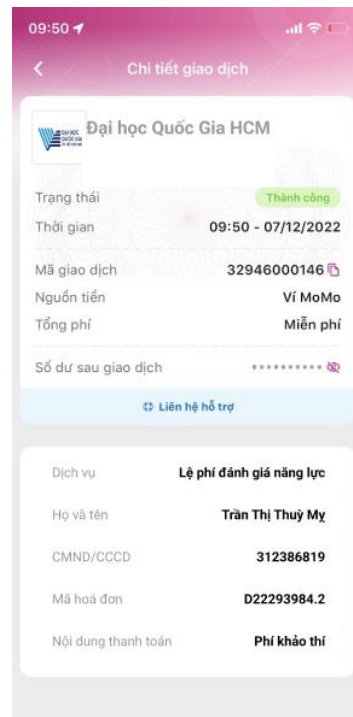 09:50
Chi tiết giao dịch
Đại học Quốc Gia HCM
Trạng thái Thành công
Thời gian 09:50 - 07/12/2022
Mã giao dịch 32946000146
Nguồn tiền Ví MoMo
Tổng phí Miễn phí
Số dư sau giao dịch **********
Liên hệ hỗ trợ
Dịch vụ Lệ phí đánh giá năng lực
Họ và tên Trần Thị Thuỳ My
CMND/CCCD 312386819
Mã hoá đơn D22293984.2
Nội dung thanh toán Phí khảo thí